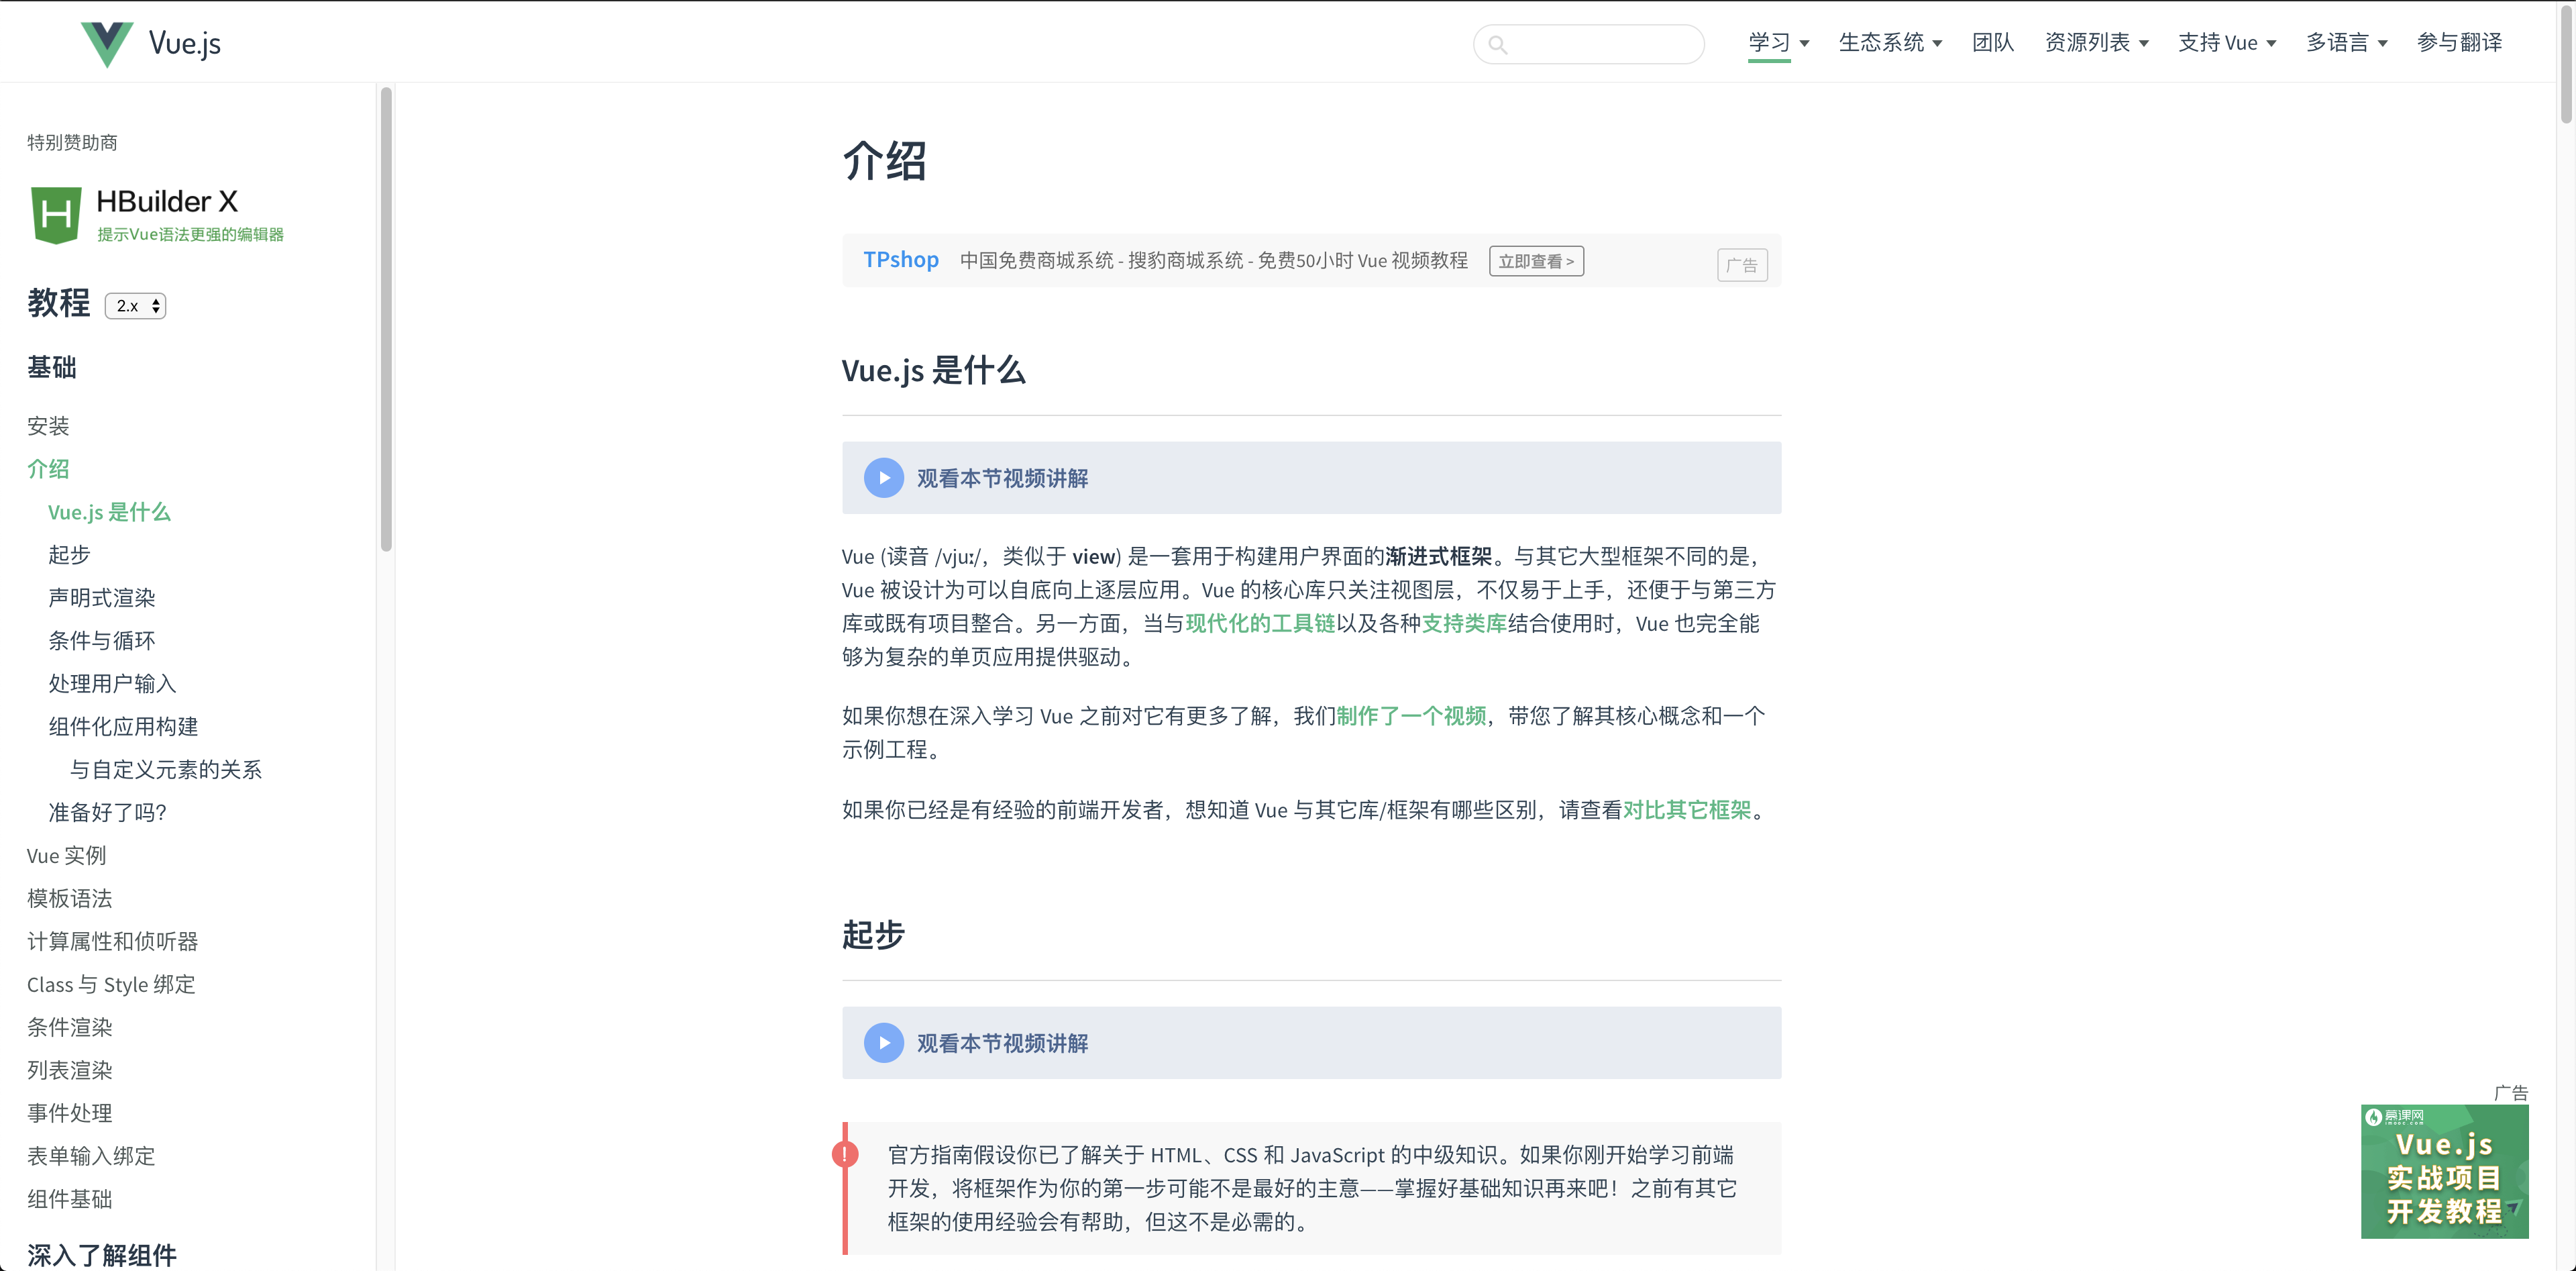 Vue.js
学习
生态系统
团队
资源列表
支持 Vue
多语言
参与翻译
特别赞助商
HBuilder X
提示Vue语法更强的编辑器
教程 2.x
基础
安装
介绍
Vue.js 是什么
起步
声明式渲染
条件与循环
处理用户输入
组件化应用构建
与自定义元素的关系
准备好了吗？
Vue 实例
模板语法
计算属性和侦听器
Class 与 Style 绑定
条件渲染
列表渲染
事件处理
表单输入绑定
组件基础
深入了解组件
介绍
TPshop 中国免费商城系统 - 搜豹商城系统 - 免费50小时 Vue 视频教程 立即查看 > 广告
Vue.js 是什么
观看本节视频讲解
Vue (读音 /vjuː/，类似于 view) 是一套用于构建用户界面的渐进式框架。与其它大型框架不同的是，
Vue 被设计为可以自底向上逐层应用。Vue 的核心库只关注视图层，不仅易于上手，还便于与第三方
库或既有项目整合。另一方面，当与现代化的工具链以及各种支持类库结合使用时，Vue 也完全能
够为复杂的单页应用提供驱动。
如果你想在深入学习 Vue 之前对它有更多了解，我们制作了一个视频，带您了解其核心概念和一个
示例工程。
如果你已经是有经验的前端开发者，想知道 Vue 与其它库/框架有哪些区别，请查看对比其它框架。
起步
观看本节视频讲解
!
官方指南假设你已了解关于 HTML、CSS 和 JavaScript 的中级知识。如果你刚开始学习前端
开发，将框架作为你的第一步可能不是最好的主意——掌握好基础知识再来吧！之前有其它
框架的使用经验会有帮助，但这不是必需的。
广告
慕课网
imooc.com
Vue.js
实战项目
开发教程